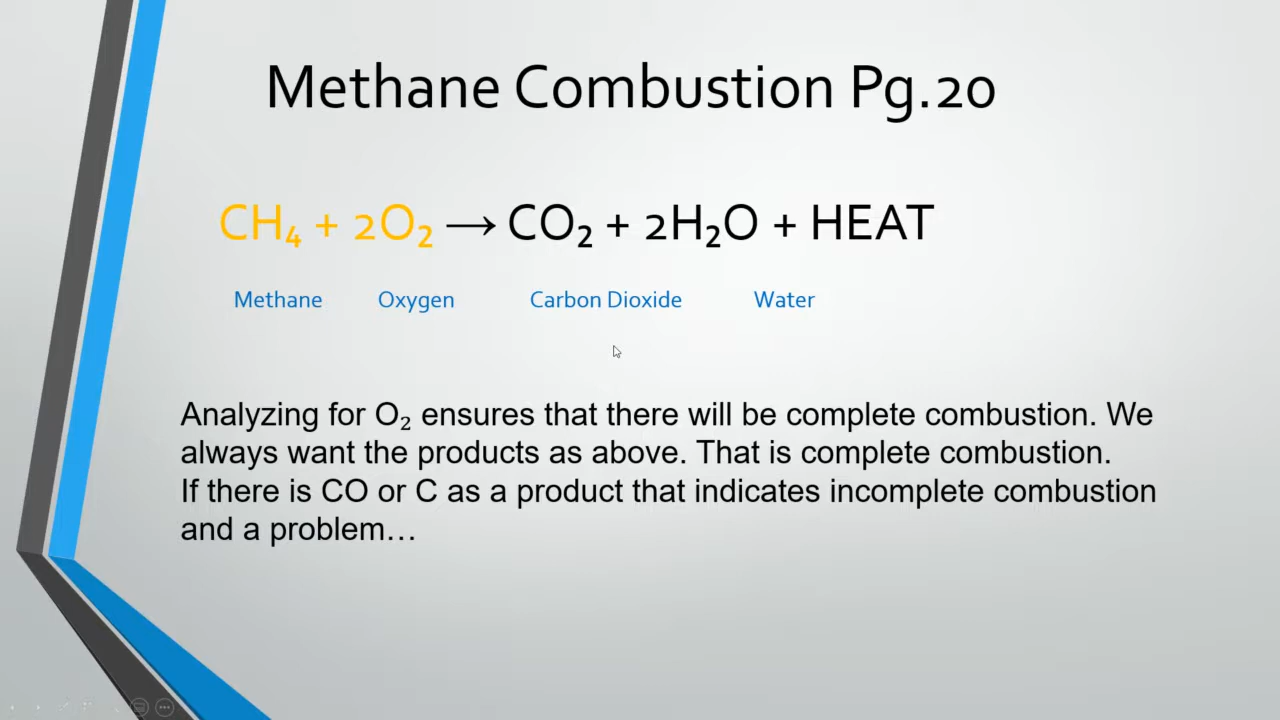 Methane Combustion Pg.20
CH₄ + 2O₂ → CO₂ + 2H₂O + HEAT
Methane Oxygen Carbon Dioxide Water
Analyzing for O₂ ensures that there will be complete combustion. We
always want the products as above. That is complete combustion.
If there is CO or C as a product that indicates incomplete combustion
and a problem…